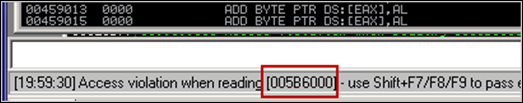 00459013 0000 ADD BYTE PTR DS:[EAX],AL
00459015 0000 ADD BYTE PTR DS:[EAX],AL
[19:59:30] Access violation when reading [005B6000] - use Shift+F7/F8/F9 to pass